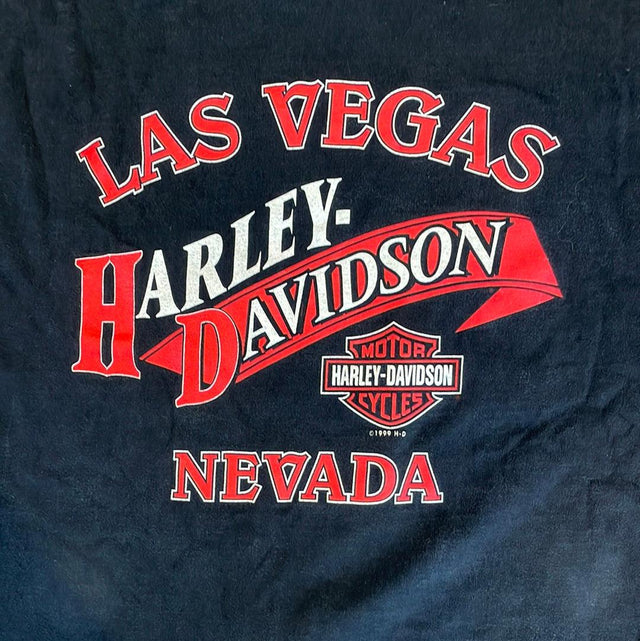 LAS VEGAS
HARLEY-
DAVIDSON
MOTOR
HARLEY-DAVIDSON
CYCLES
©1999 H-D
NEVADA